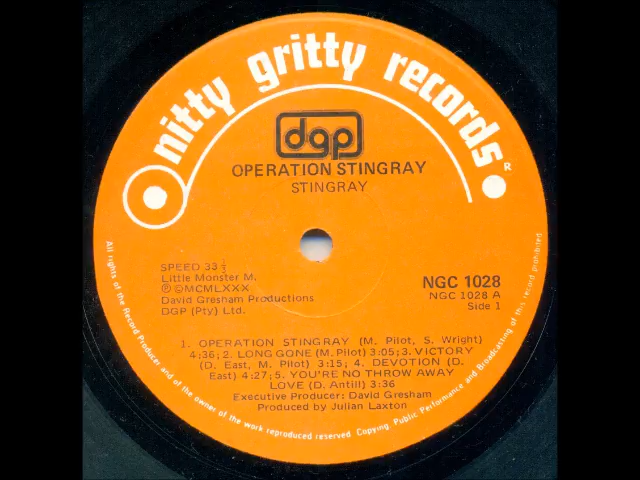 nitty gritty records
R
dgp
OPERATION STINGRAY
STINGRAY
SPEED 33⅓
Little Monster M.
℗ ©MCMLXXX
David Gresham Productions
DGP (Pty) Ltd.
NGC 1028
NGC 1028 A
Side 1
1. OPERATION STINGRAY (M. Pilot, S. Wright)
4:36; 2. LONG GONE (M. Pilot) 3:05; 3. VICTORY
(D. East, M. Pilot) 3:15; 4. DEVOTION (D.
East) 4:27; 5. YOU'RE NO THROW AWAY
LOVE (D. Antill) 3:36
Executive Producer: David Gresham
Produced by Julian Laxton
All rights of the Record Producer and of the owner of the work reproduced reserved. Copying, Public Performance and Broadcasting of this record prohibited